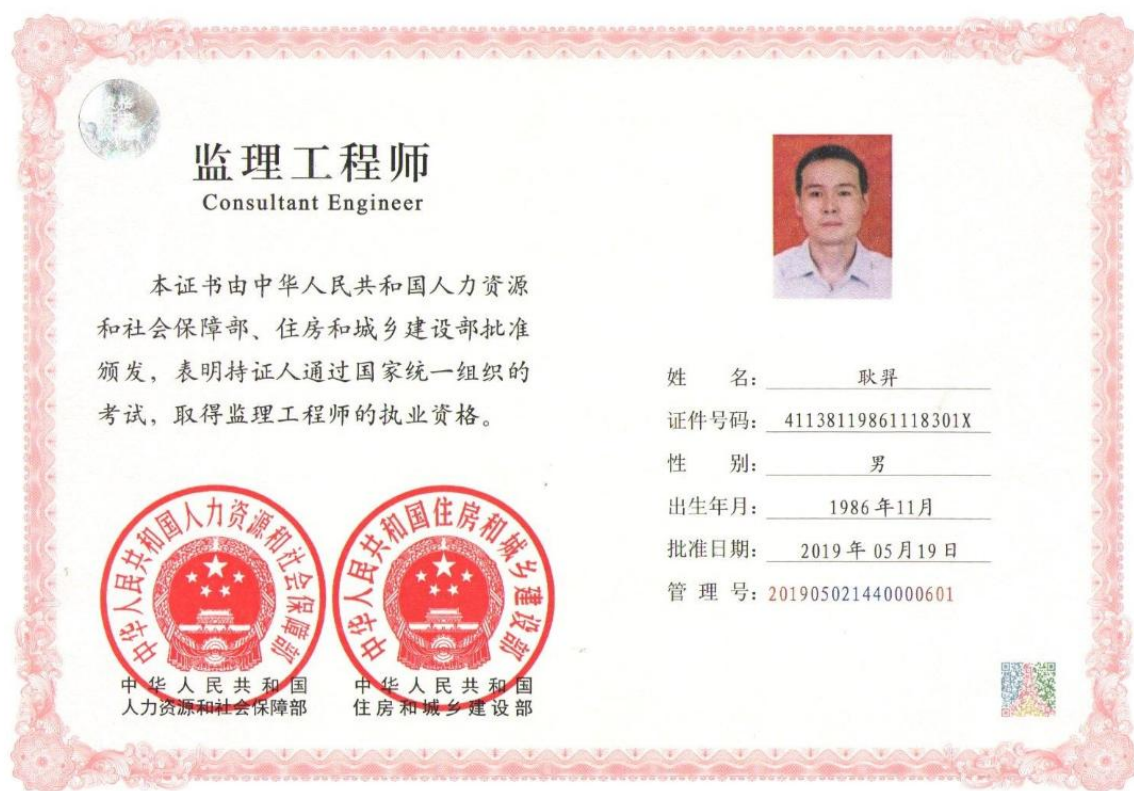 监理工程师
Consultant Engineer
本证书由中华人民共和国人力资源
和社会保障部、住房和城乡建设部批准
颁发，表明持证人通过国家统一组织的
考试，取得监理工程师的执业资格。
中华人民共和国人力资源和社会保障部
中华人民共和国住房和城乡建设部
中华人民共和国
人力资源和社会保障部
中华人民共和国
住房和城乡建设部
姓 名： 耿羿
证件号码： 41138119861118301X
性 别： 男
出生年月： 1986年11月
批准日期： 2019年05月19日
管 理 号： 201905021440000601